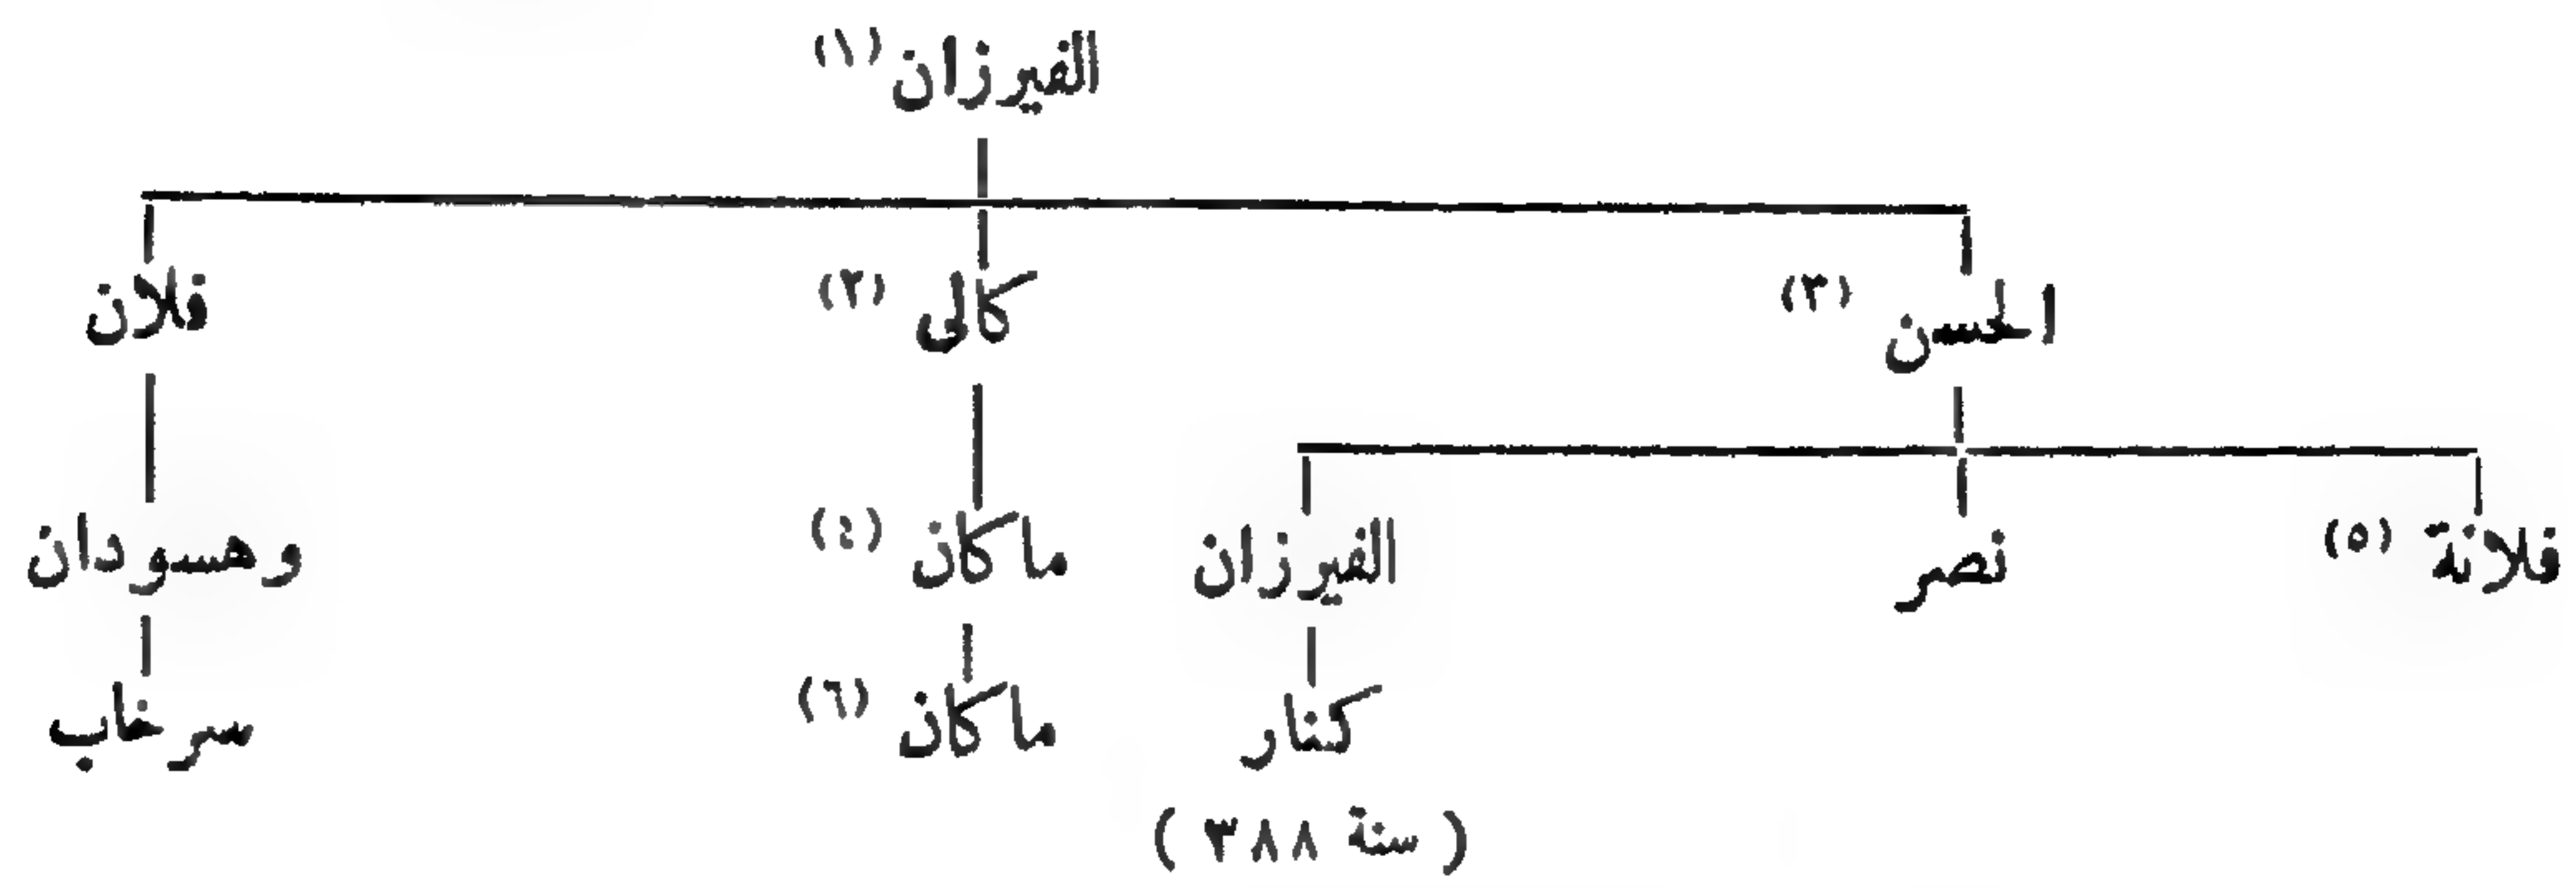 الفيرزان (١)
الحسن (٣) كالى (٢) فلان
فلانة (٥) نصر الفيرزان ماكان (٤) وهسودان
كنار ماكان (٦) سرخاب
( سنة ٣٨٨ )